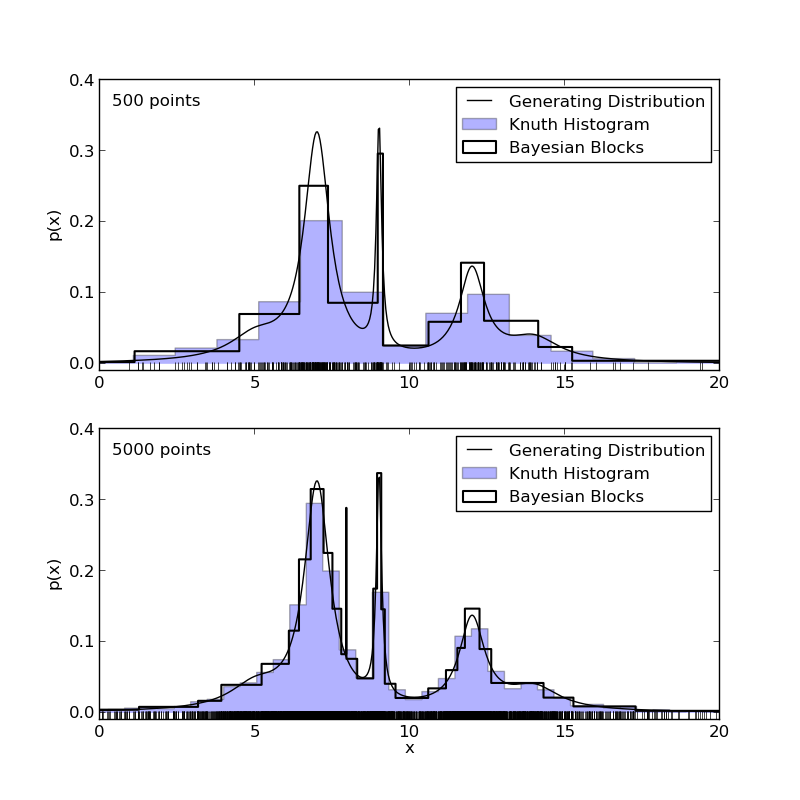 0.4
0.3
0.2
0.1
0.0
p(x)
500 points
Generating Distribution
Knuth Histogram
Bayesian Blocks
0 5 10 15 20
0.4
0.3
0.2
0.1
0.0
p(x)
5000 points
Generating Distribution
Knuth Histogram
Bayesian Blocks
0 5 10 15 20
x